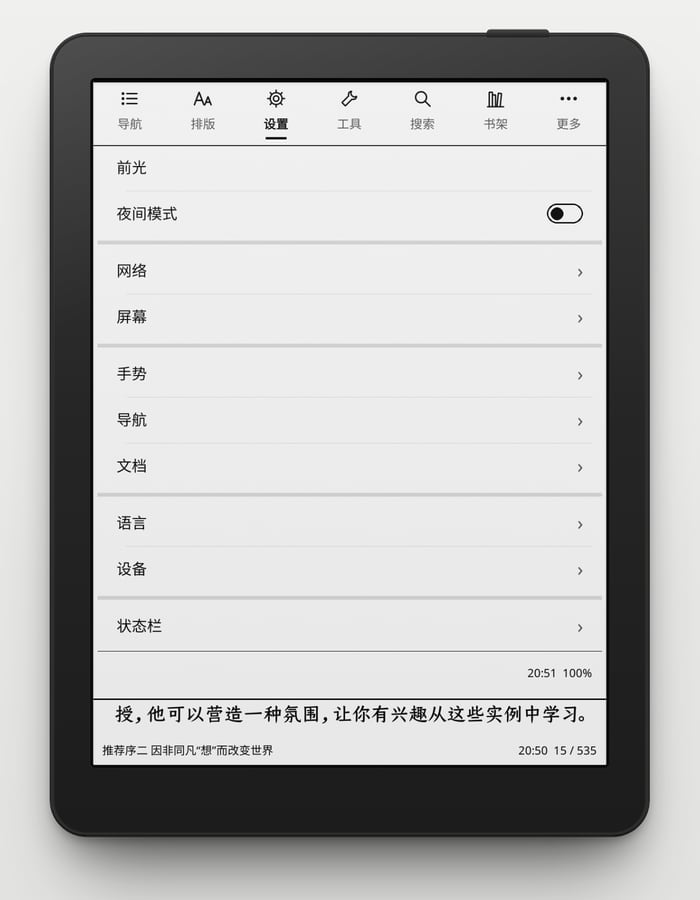 导航 排版 设置 工具 搜索 书架 更多
前光
夜间模式
网络
屏幕
手势
导航
文档
语言
设备
状态栏
20:51 100%
授，他可以营造一种氛围，让你有兴趣从这些实例中学习。
推荐序二 因非同凡“想”而改变世界 20:50 15 / 535